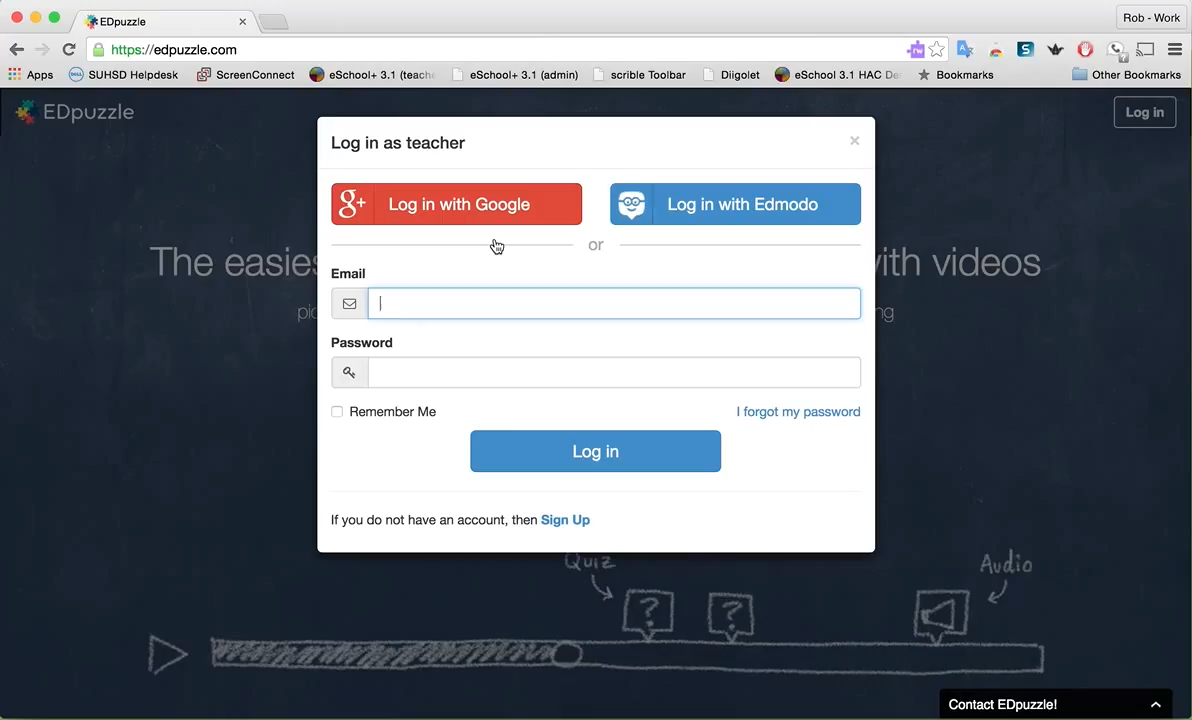 EDpuzzle
Rob - Work
https://edpuzzle.com
Apps
SUHSD Helpdesk
ScreenConnect
eSchool+ 3.1 (teache
eSchool+ 3.1 (admin)
scrible Toolbar
Diigolet
eSchool 3.1 HAC De
Bookmarks
Other Bookmarks
EDpuzzle
Log in
Log in as teacher
×
g+ Log in with Google
Log in with Edmodo
or
The easies
ith videos
Email
pic
ng
Password
Remember Me
I forgot my password
Log in
If you do not have an account, then Sign Up
Quiz
Audio
?
?
Contact EDpuzzle!